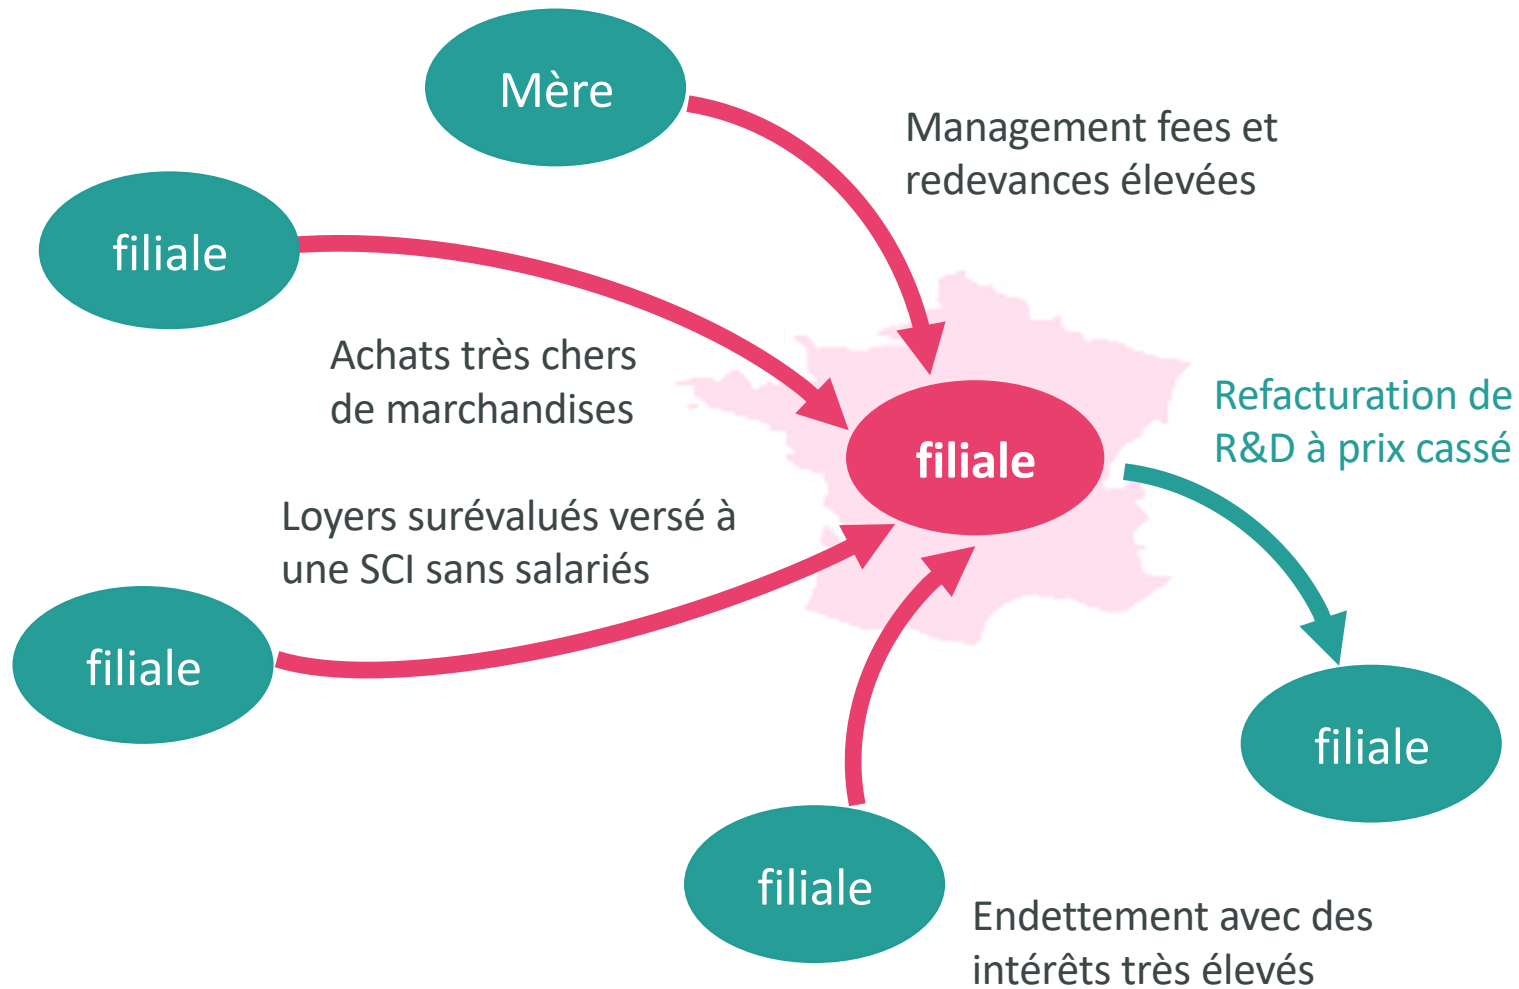 Mère
Management fees et
redevances élevées
filiale
Achats très chers
de marchandises
filiale
Refacturation de
R&D à prix cassé
Loyers surévalués versé à
une SCI sans salariés
filiale
filiale
filiale
Endettement avec des
intérêts très élevés